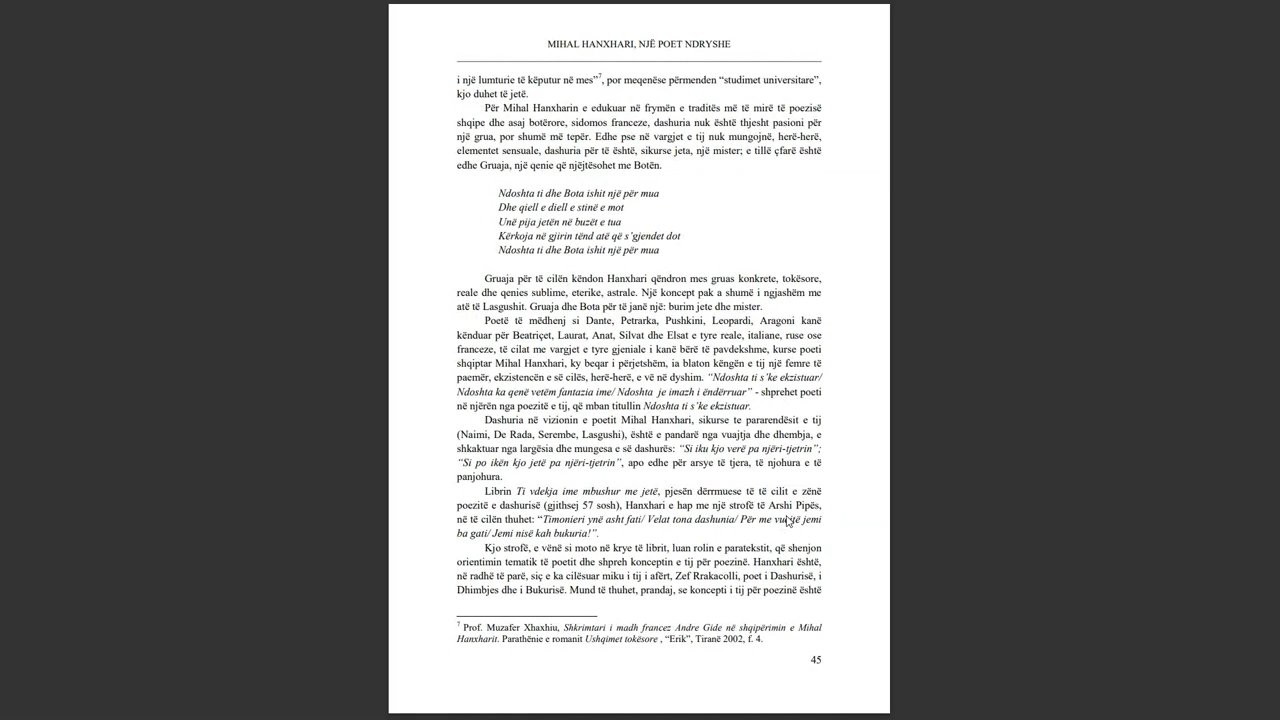 MIHAL HANXHARI, NJË POET NDRYSHE
i një lumturie të këputur në mes”7, por meqenëse përmenden “studimet universitare”,
kjo duhet të jetë.
Për Mihal Hanxharin e edukuar në frymën e traditës më të mirë të poezisë
shqipe dhe asaj botërore, sidomos franceze, dashuria nuk është thjesht pasioni për
një grua, por shumë më tepër. Edhe pse në vargjet e tij nuk mungojnë, herë-herë,
elementet sensuale, dashuria për të është, sikurse jeta, një mister; e tillë çfarë është
edhe Gruaja, një qenie që njëjtësohet me Botën.
Ndoshta ti dhe Bota ishit një për mua
Dhe qiell e diell e stinë e mot
Unë pija jetën në buzët e tua
Kërkoja në gjirin tënd atë që s’gjendet dot
Ndoshta ti dhe Bota ishit një për mua
Gruaja për të cilën këndon Hanxhari qëndron mes gruas konkrete, tokësore,
reale dhe qenies sublime, eterike, astrale. Një koncept pak a shumë i ngjashëm me
atë të Lasgushit. Gruaja dhe Bota për të janë një: burim jete dhe mister.
Poetë të mëdhenj si Dante, Petrarka, Pushkini, Leopardi, Aragoni kanë
kënduar për Beatriçet, Laurat, Anat, Silvat dhe Elsat e tyre reale, italiane, ruse ose
franceze, të cilat me vargjet e tyre gjeniale i kanë bërë të pavdekshme, kurse poeti
shqiptar Mihal Hanxhari, ky beqar i përjetshëm, ia blaton këngën e tij një femre të
paemër, ekzistencën e së cilës, herë-herë, e vë në dyshim. “Ndoshta ti s’ke ekzistuar/
Ndoshta ka qenë vetëm fantazia ime/ Ndoshta je imazh i ëndërruar” - shprehet poeti
në njërën nga poezitë e tij, që mban titullin Ndoshta ti s’ke ekzistuar.
Dashuria në vizionin e poetit Mihal Hanxhari, sikurse te pararendësit e tij
(Naimi, De Rada, Serembe, Lasgushi), është e pandarë nga vuajtja dhe dhembja, e
shkaktuar nga largësia dhe mungesa e së dashurës: “Si iku kjo verë pa njëri-tjetrin”;
“Si po ikën kjo jetë pa njëri-tjetrin”, apo edhe për arsye të tjera, të njohura e të
panjohura.
Librin Ti vdekja ime mbushur me jetë, pjesën dërrmuese të të cilit e zënë
poezitë e dashurisë (gjithsej 57 sosh), Hanxhari e hap me një strofë të Arshi Pipës,
në të cilën thuhet: “Timonieri ynë asht fati/ Velat tona dashunia/ Për me të jemi
ba gati/ Jemi nisë kah bukuria!”.
Kjo strofë, e vënë si moto në krye të librit, luan rolin e paratekstit, që shenjon
orientimin tematik të poetit dhe shpreh konceptin e tij për poezinë. Hanxhari është,
në radhë të parë, siç e ka cilësuar miku i tij i afërt, Zef Rrakacolli, poet i Dashurisë, i
Dhimbjes dhe i Bukurisë. Mund të thuhet, prandaj, se koncepti i tij për poezinë është
7 Prof. Muzafer Xhaxhiu, Shkrimtari i madh francez Andre Gide në shqipërimin e Mihal
Hanxharit. Parathënie e romanit Ushqimet tokësore , “Erik”, Tiranë 2002, f. 4.
45